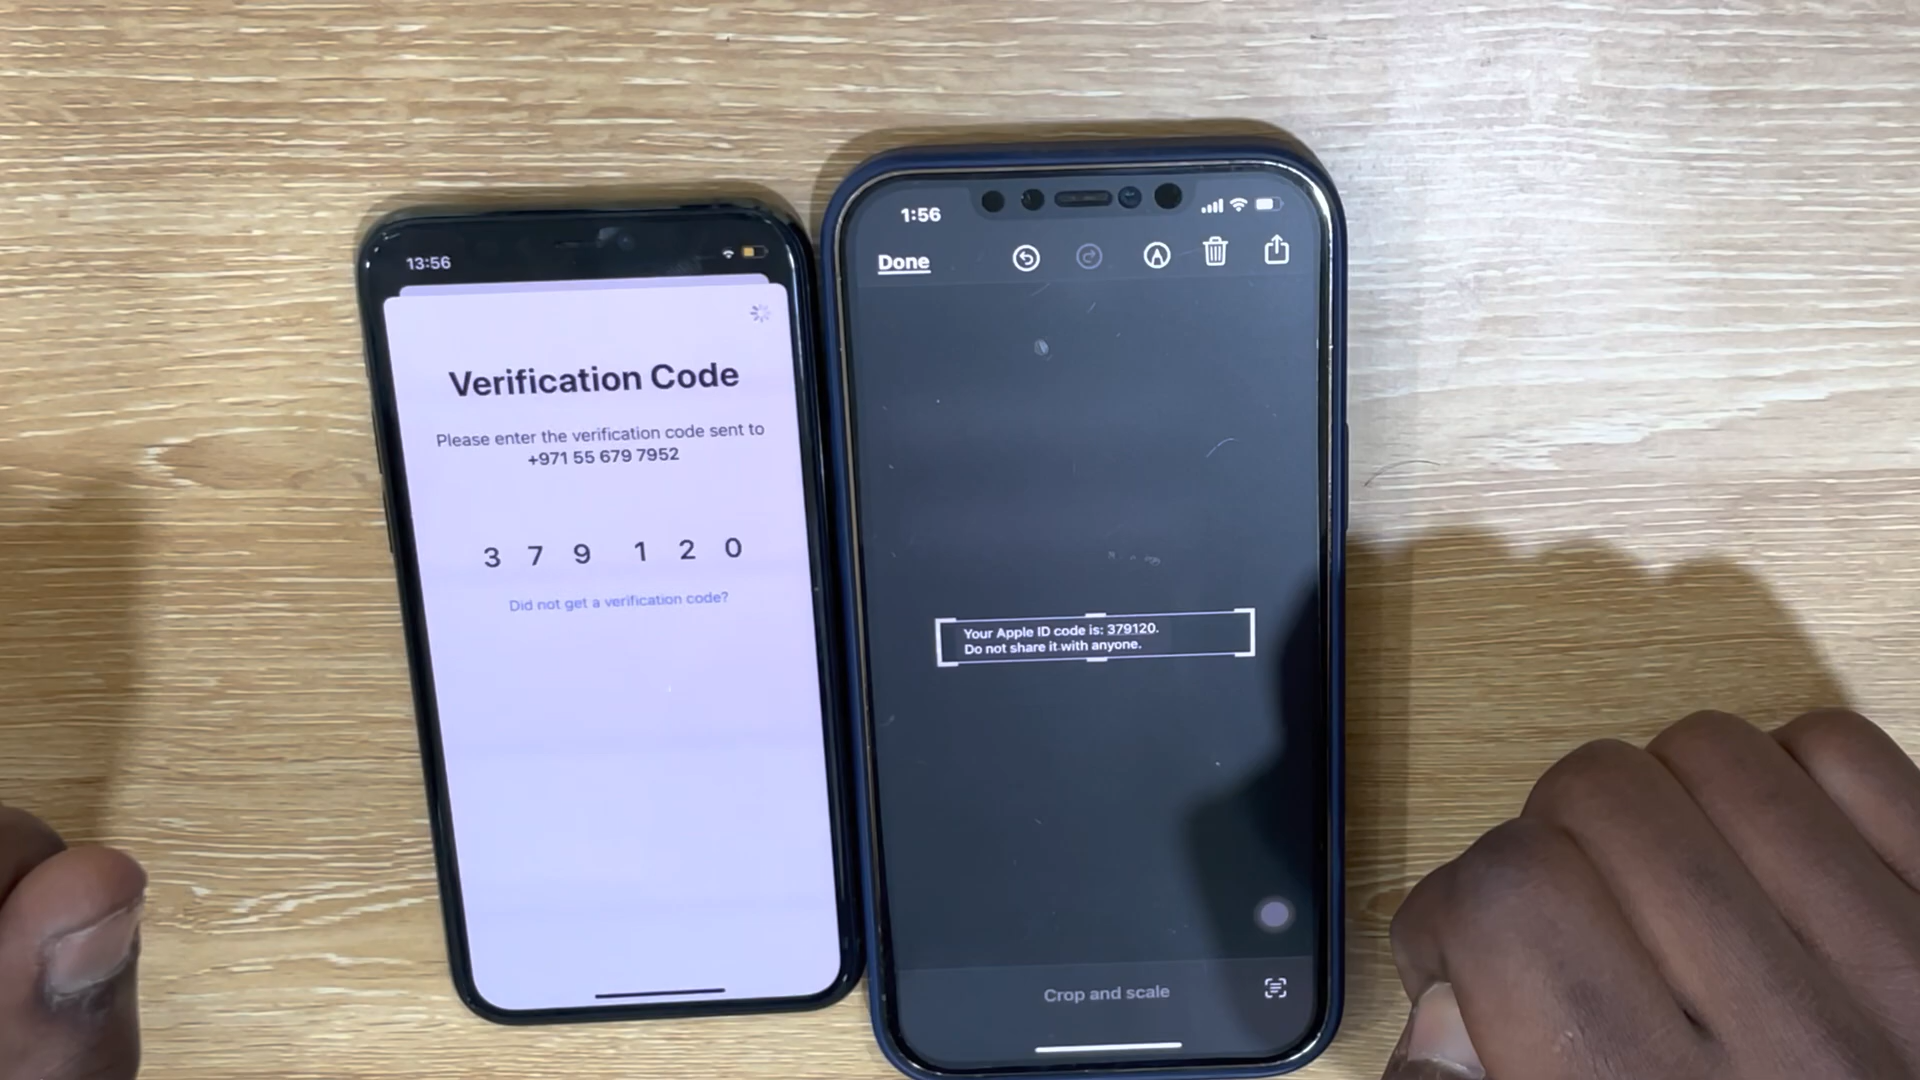 13:56
Verification Code
Please enter the verification code sent to
+971 55 679 7952
3 7 9 1 2 0
Did not get a verification code?
1:56
Done
Your Apple ID code is: 379120.
Do not share it with anyone.
Crop and scale